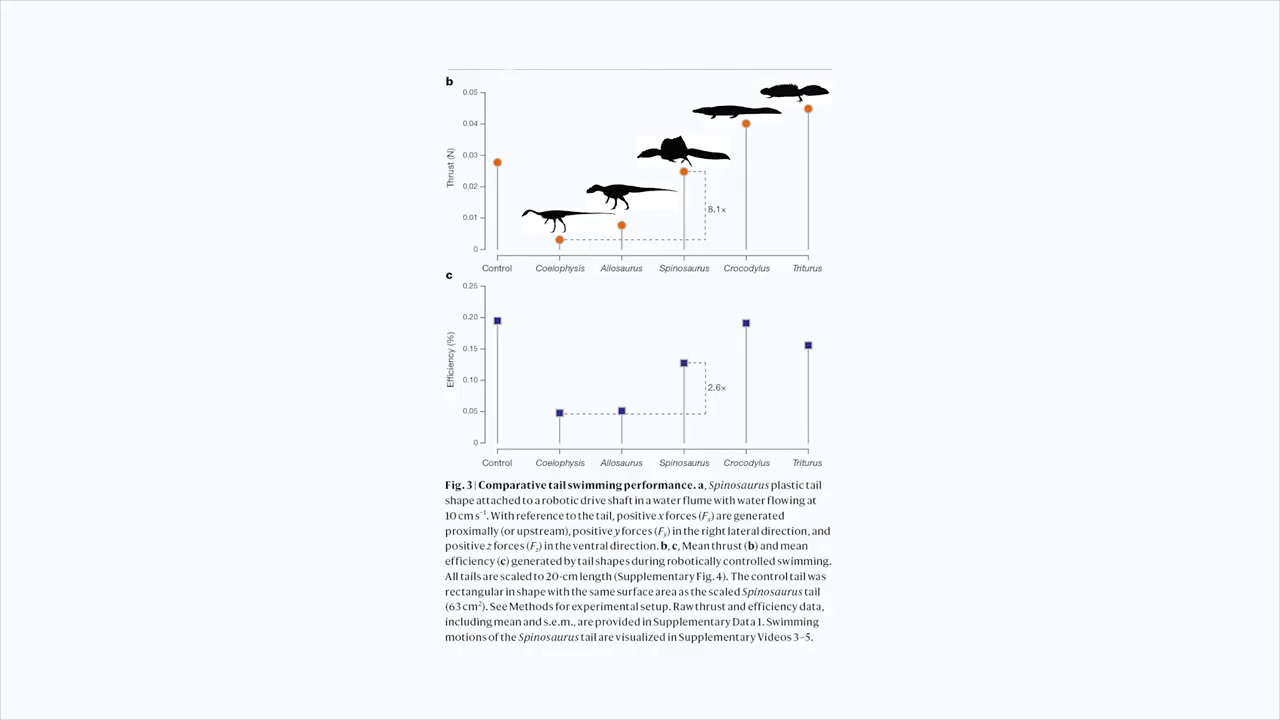 b
0.05
0.04
0.03
0.02
0.01
0
Thrust (N)
8.1×
Control Coelophysis Allosaurus Spinosaurus Crocodylus Triturus
c
0.25
0.20
0.15
0.10
0.05
0
Efficiency (%)
2.6×
Control Coelophysis Allosaurus Spinosaurus Crocodylus Triturus
Fig. 3 | Comparative tail swimming performance. a, Spinosaurus plastic tail
shape attached to a robotic drive shaft in a water flume with water flowing at
10 cm s⁻¹. With reference to the tail, positive x forces (Fx) are generated
proximally (or upstream), positive y forces (Fy) in the right lateral direction, and
positive z forces (Fz) in the ventral direction. b, c, Mean thrust (b) and mean
efficiency (c) generated by tail shapes during robotically controlled swimming.
All tails are scaled to 20-cm length (Supplementary Fig. 4). The control tail was
rectangular in shape with the same surface area as the scaled Spinosaurus tail
(63 cm²). See Methods for experimental setup. Raw thrust and efficiency data,
including mean and s.e.m., are provided in Supplementary Data 1. Swimming
motions of the Spinosaurus tail are visualized in Supplementary Videos 3–5.